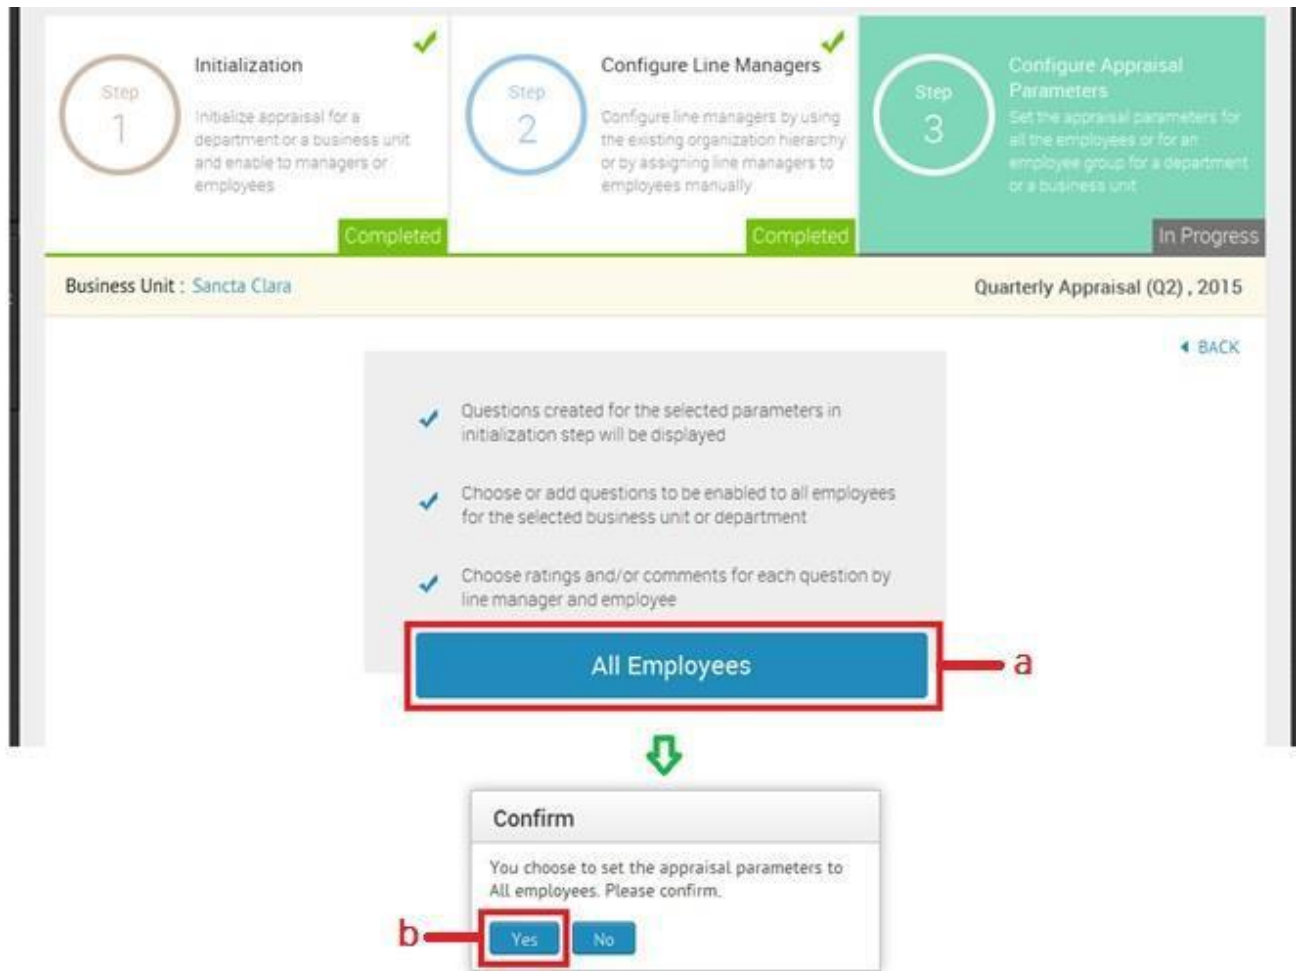 Step
1
Initialization
Initialize appraisal for a
department or a business unit
and enable to managers or
employees
Completed
Step
2
Configure Line Managers
Configure line managers by using
the existing organization hierarchy
or by assigning line managers to
employees manually
Completed
Step
3
Configure Appraisal
Parameters
Set the appraisal parameters for
all the employees or for an
employee group for a department
or a business unit
In Progress
Business Unit : Sancta Clara
Quarterly Appraisal (Q2) , 2015
BACK
Questions created for the selected parameters in
initialization step will be displayed
Choose or add questions to be enabled to all employees
for the selected business unit or department
Choose ratings and/or comments for each question by
line manager and employee
All Employees
a
Confirm
You choose to set the appraisal parameters to
All employees. Please confirm.
b
Yes
No